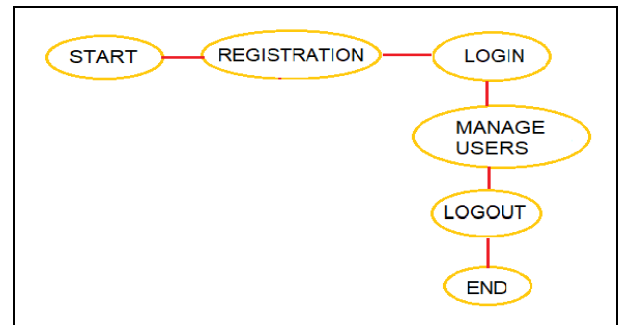 START
REGISTRATION
LOGIN
MANAGE
USERS
LOGOUT
END